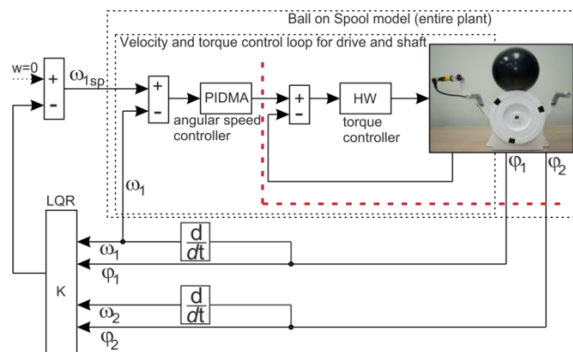 Ball on Spool model (entire plant)
Velocity and torque control loop for drive and shaft
w=0
+
-
ω1sp
+
-
PIDMA
angular speed
controller
+
-
HW
torque
controller
φ1
φ2
ω1
LQR
K
ω1
d
dt
φ1
ω2
d
dt
φ2